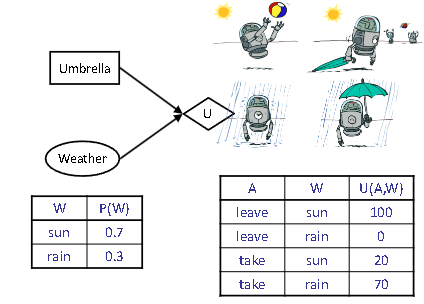 Umbrella
U
Weather
W P(W)
sun 0.7
rain 0.3
A W U(A,W)
leave sun 100
leave rain 0
take sun 20
take rain 70